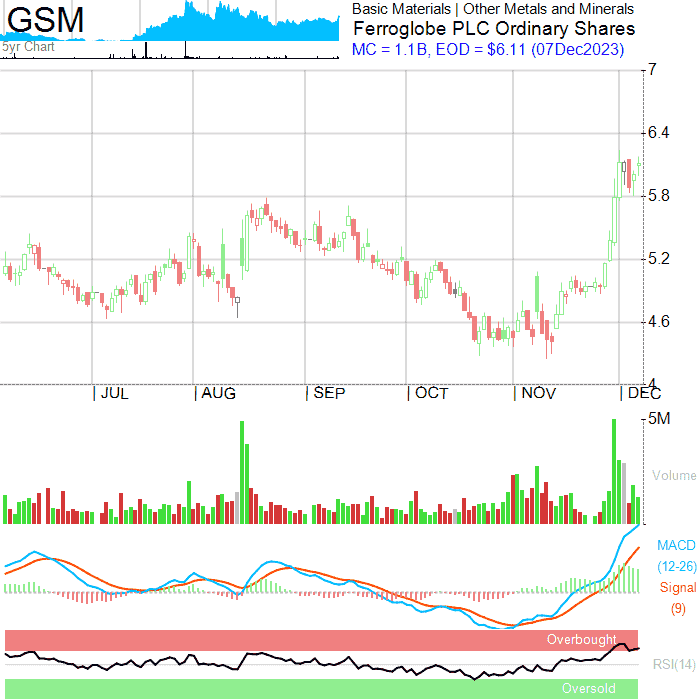 GSM
5yr Chart
Basic Materials | Other Metals and Minerals
Ferroglobe PLC Ordinary Shares
MC = 1.1B, EOD = $6.11 (07Dec2023)
7
6.4
5.8
5.2
4.6
4
| JUL | AUG | SEP | OCT | NOV | DEC
5M
Volume
MACD
(12-26)
Signal
(9)
Overbought
RSI(14)
Oversold